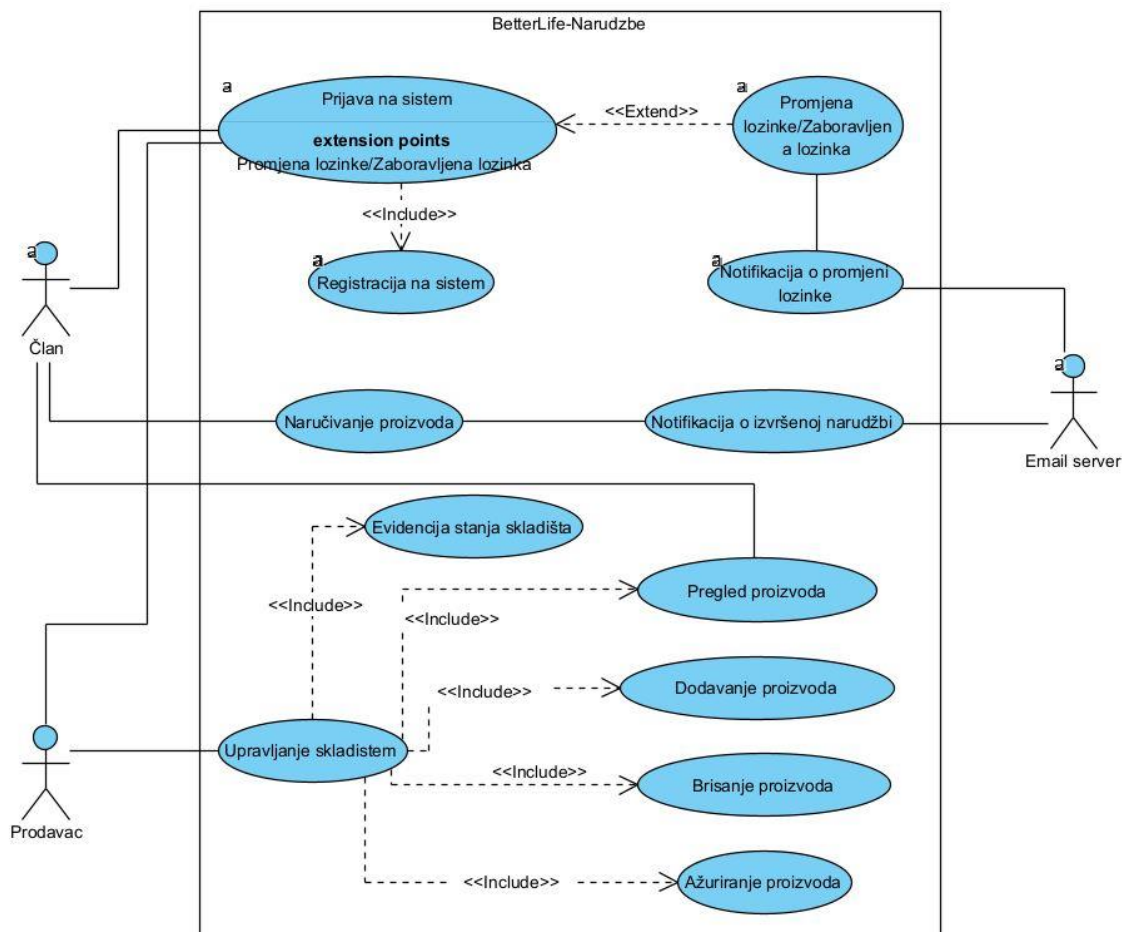 BetterLife-Narudzbe
a
Prijava na sistem
extension points
Promjena lozinke/Zaboravljena lozinka
<<Extend>>
a
Promjena
lozinke/Zaboravljen
a lozinka
<<Include>>
a
Registracija na sistem
a
Notifikacija o promjeni
lozinke
a
Član
Naručivanje proizvoda
Notifikacija o izvršenoj narudžbi
a
Email server
Evidencija stanja skladišta
<<Include>>
Pregled proizvoda
<<Include>>
Dodavanje proizvoda
<<Include>>
Upravljanje skladistem
Brisanje proizvoda
<<Include>>
Prodavac
Ažuriranje proizvoda
<<Include>>